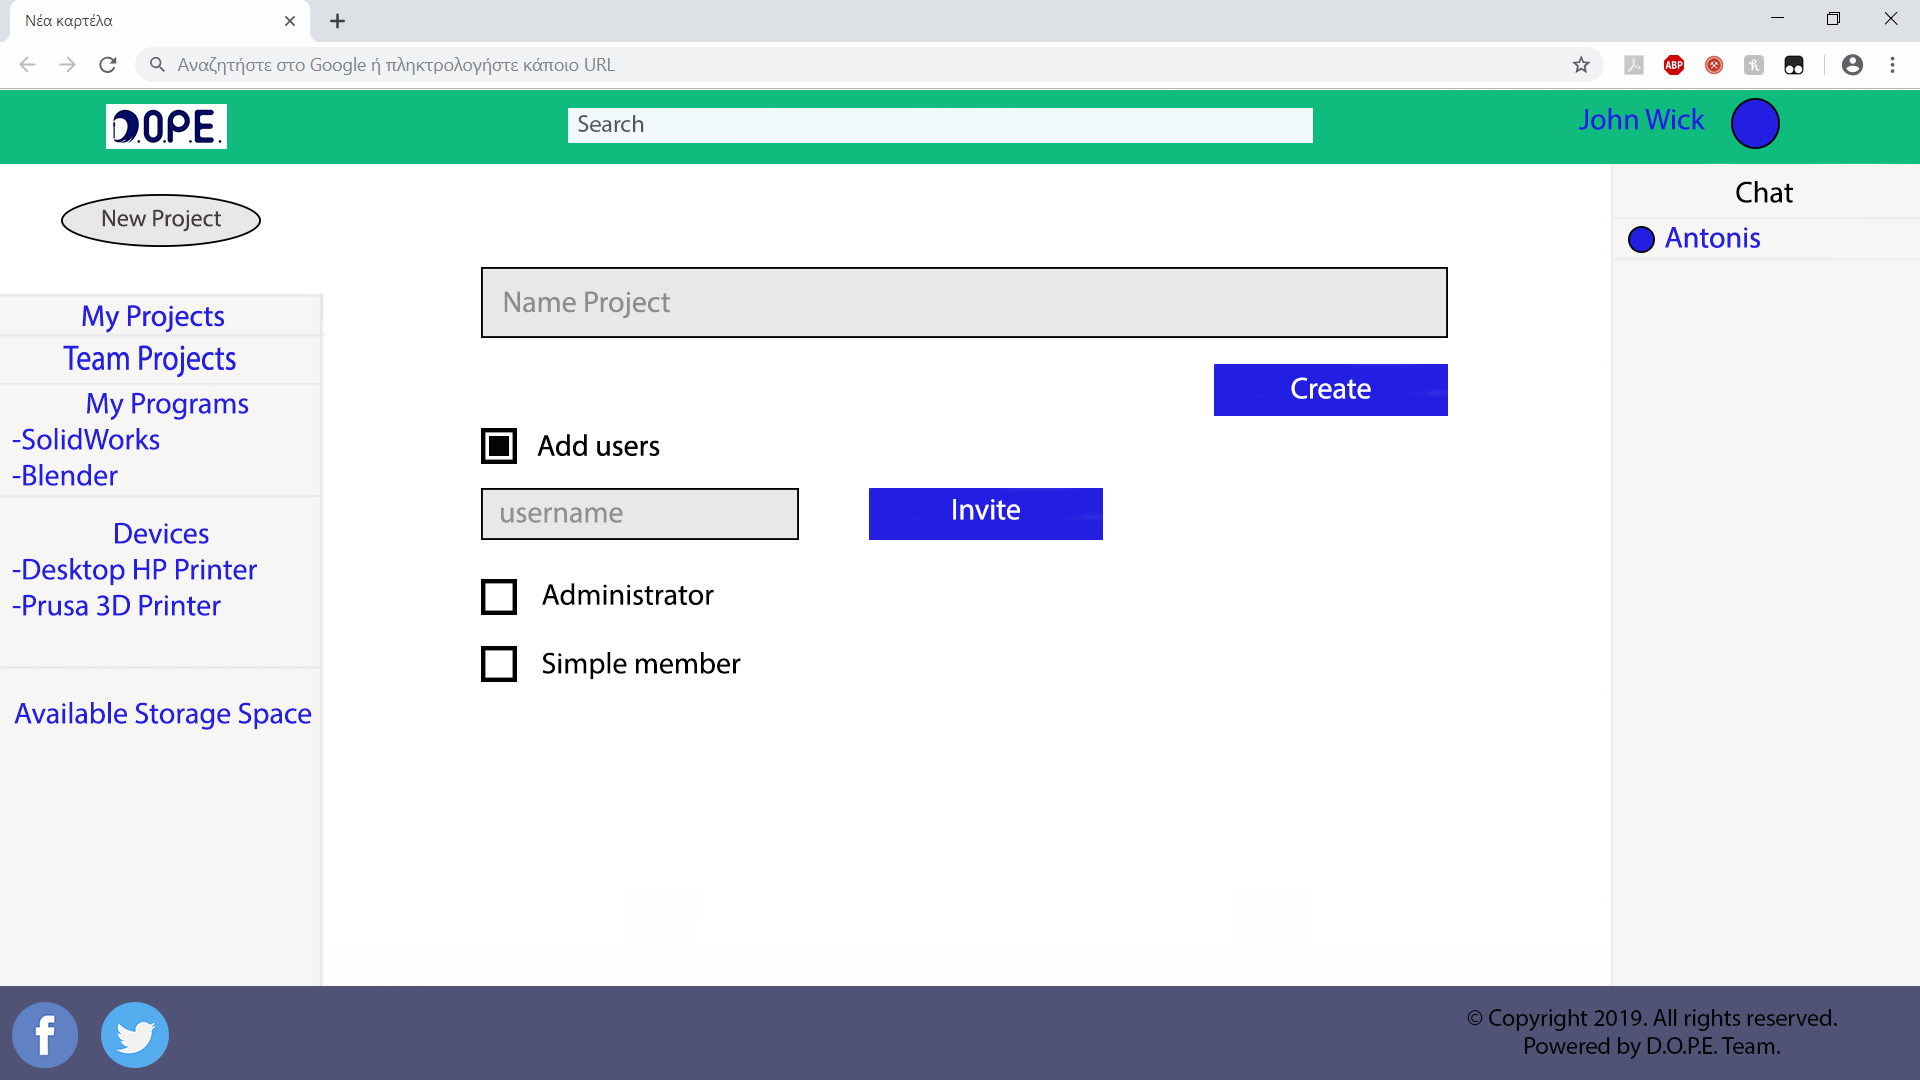 Νέα καρτέλα
Αναζητήστε στο Google ή πληκτρολογήστε κάποιο URL
ABP
D.O.P.E.
Search
John Wick
New Project
Chat
Antonis
Name Project
My Projects
Team Projects
Create
My Programs
-SolidWorks
-Blender
Add users
username
Invite
Devices
-Desktop HP Printer
-Prusa 3D Printer
Administrator
Simple member
Available Storage Space
f
© Copyright 2019. All rights reserved.
Powered by D.O.P.E. Team.